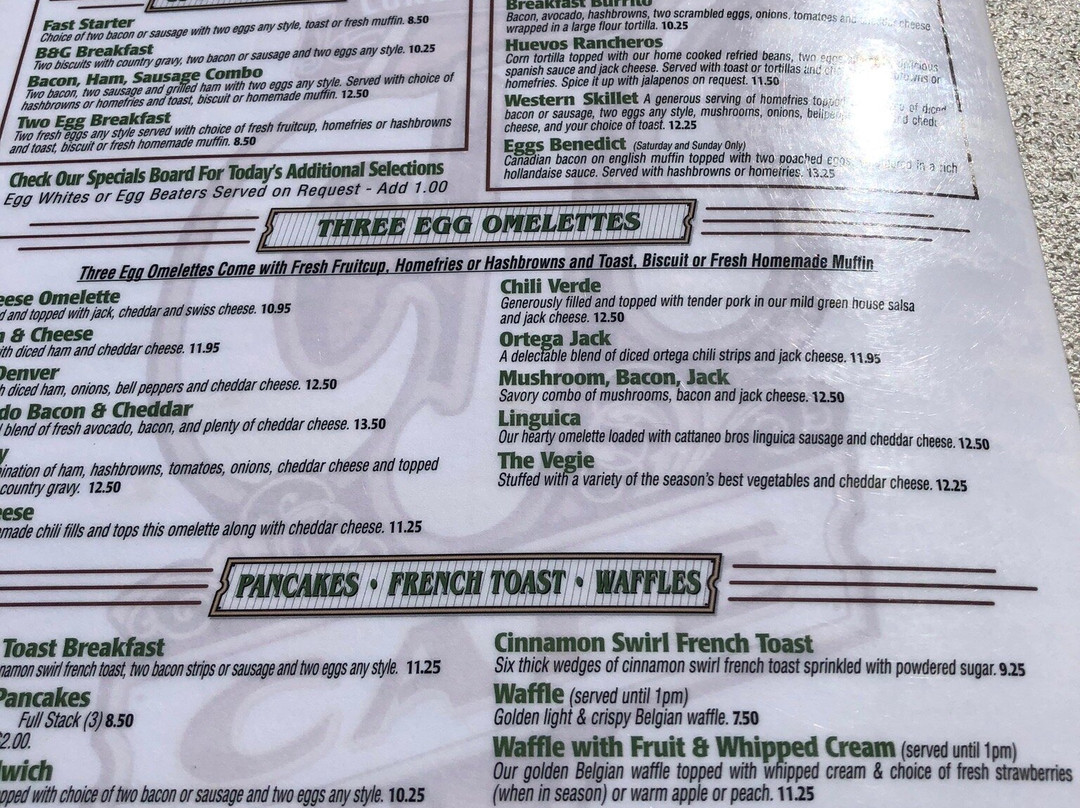 Fast Starter
Choice of two bacon or sausage with two eggs any style, toast or fresh muffin. 8.50
B&G Breakfast
Two biscuits with country gravy, two bacon or sausage and two eggs any style. 10.25
Bacon, Ham, Sausage Combo
Two bacon, two sausage and grilled ham with two eggs any style. Served with choice of
hashbrowns or homefries and toast, biscuit or homemade muffin. 12.50
Two Egg Breakfast
Two fresh eggs any style served with choice of fresh fruitcup, homefries or hashbrowns
and toast, biscuit or fresh homemade muffin. 8.50
Check Our Specials Board For Today's Additional Selections
Egg Whites or Egg Beaters Served on Request - Add 1.00
Breakfast Burrito
Bacon, avocado, hashbrowns, two scrambled eggs, onions, tomatoes and cheese
wrapped in a large flour tortilla. 10.25
Huevos Rancheros
Corn tortilla topped with our home cooked refried beans, two eggs
spanish sauce and jack cheese. Served with toast or tortillas and or
homefries. Spice it up with jalapenos on request. 11.50
Western Skillet A generous serving of homefries topped of diced
bacon or sausage, two eggs any style, mushrooms, onions, bellpeppers
cheese, and your choice of toast. 12.25
Eggs Benedict (Saturday and Sunday Only)
Canadian bacon on english muffin topped with two poached eggs in a rich
hollandaise sauce. Served with hashbrowns or homefries. 13.25
THREE EGG OMELETTES
Three Egg Omelettes Come with Fresh Fruitcup, Homefries or Hashbrowns and Toast, Biscuit or Fresh Homemade Muffin
eese Omelette
d and topped with jack, cheddar and swiss cheese. 10.95
& Cheese
ith diced ham and cheddar cheese. 11.95
Denver
h diced ham, onions, bell peppers and cheddar cheese. 12.50
do Bacon & Cheddar
blend of fresh avocado, bacon, and plenty of cheddar cheese. 13.50
y
ination of ham, hashbrowns, tomatoes, onions, cheddar cheese and topped
country gravy. 12.50
eese
made chili fills and tops this omelette along with cheddar cheese. 11.25
Chili Verde
Generously filled and topped with tender pork in our mild green house salsa
and jack cheese. 12.50
Ortega Jack
A delectable blend of diced ortega chili strips and jack cheese. 11.95
Mushroom, Bacon, Jack
Savory combo of mushrooms, bacon and jack cheese. 12.50
Linguica
Our hearty omelette loaded with cattaneo bros linguica sausage and cheddar cheese. 12.50
The Vegie
Stuffed with a variety of the season's best vegetables and cheddar cheese. 12.25
PANCAKES • FRENCH TOAST • WAFFLES
Toast Breakfast
namon swirl french toast, two bacon strips or sausage and two eggs any style. 11.25
Pancakes
Full Stack (3) 8.50
2.00.
wich
pped with choice of two bacon or sausage and two eggs any style. 10.25
Cinnamon Swirl French Toast
Six thick wedges of cinnamon swirl french toast sprinkled with powdered sugar. 9.25
Waffle (served until 1pm)
Golden light & crispy Belgian waffle. 7.50
Waffle with Fruit & Whipped Cream (served until 1pm)
Our golden Belgian waffle topped with whipped cream & choice of fresh strawberries
(when in season) or warm apple or peach. 11.25
CAFE